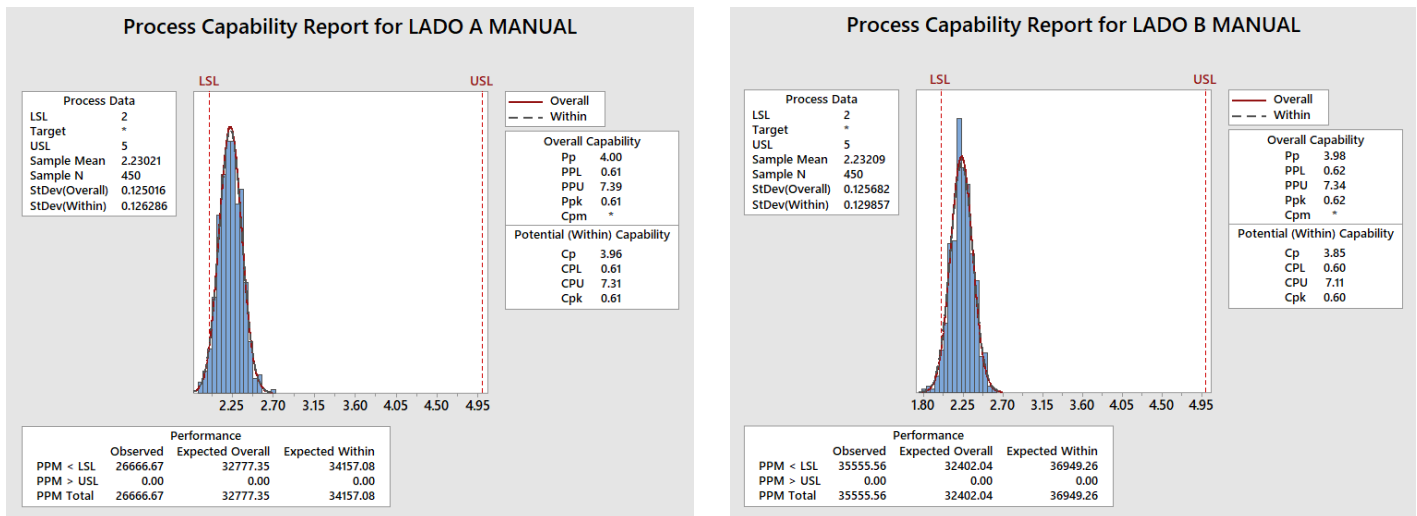 Process Capability Report for LADO A MANUAL
LSL USL
Process Data
LSL 2
Target *
USL 5
Sample Mean 2.23021
Sample N 450
StDev(Overall) 0.125016
StDev(Within) 0.126286
Overall
Within
Overall Capability
Pp 4.00
PPL 0.61
PPU 7.39
Ppk 0.61
Cpm *
Potential (Within) Capability
Cp 3.96
CPL 0.61
CPU 7.31
Cpk 0.61
2.25 2.70 3.15 3.60 4.05 4.50 4.95
Performance
Observed Expected Overall Expected Within
PPM < LSL 26666.67 32777.35 34157.08
PPM > USL 0.00 0.00 0.00
PPM Total 26666.67 32777.35 34157.08
Process Capability Report for LADO B MANUAL
LSL USL
Process Data
LSL 2
Target *
USL 5
Sample Mean 2.23209
Sample N 450
StDev(Overall) 0.125682
StDev(Within) 0.129857
Overall
Within
Overall Capability
Pp 3.98
PPL 0.62
PPU 7.34
Ppk 0.62
Cpm *
Potential (Within) Capability
Cp 3.85
CPL 0.60
CPU 7.11
Cpk 0.60
1.80 2.25 2.70 3.15 3.60 4.05 4.50 4.95
Performance
Observed Expected Overall Expected Within
PPM < LSL 35555.56 32402.04 36949.26
PPM > USL 0.00 0.00 0.00
PPM Total 35555.56 32402.04 36949.26